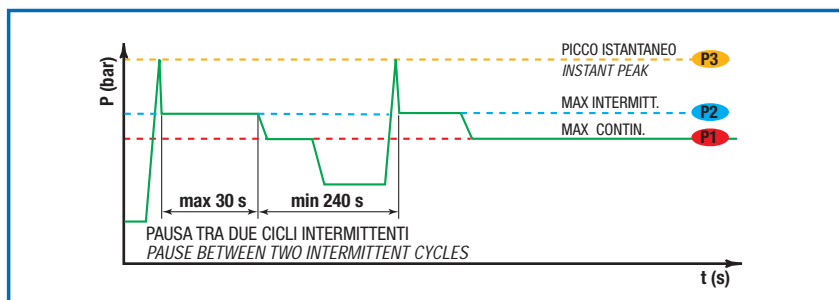 P (bar)
PICCO ISTANTANEO
INSTANT PEAK
P3
MAX INTERMITT.
P2
MAX CONTIN.
P1
max 30 s
min 240 s
PAUSA TRA DUE CICLI INTERMITTENTI
PAUSE BETWEEN TWO INTERMITTENT CYCLES
t (s)